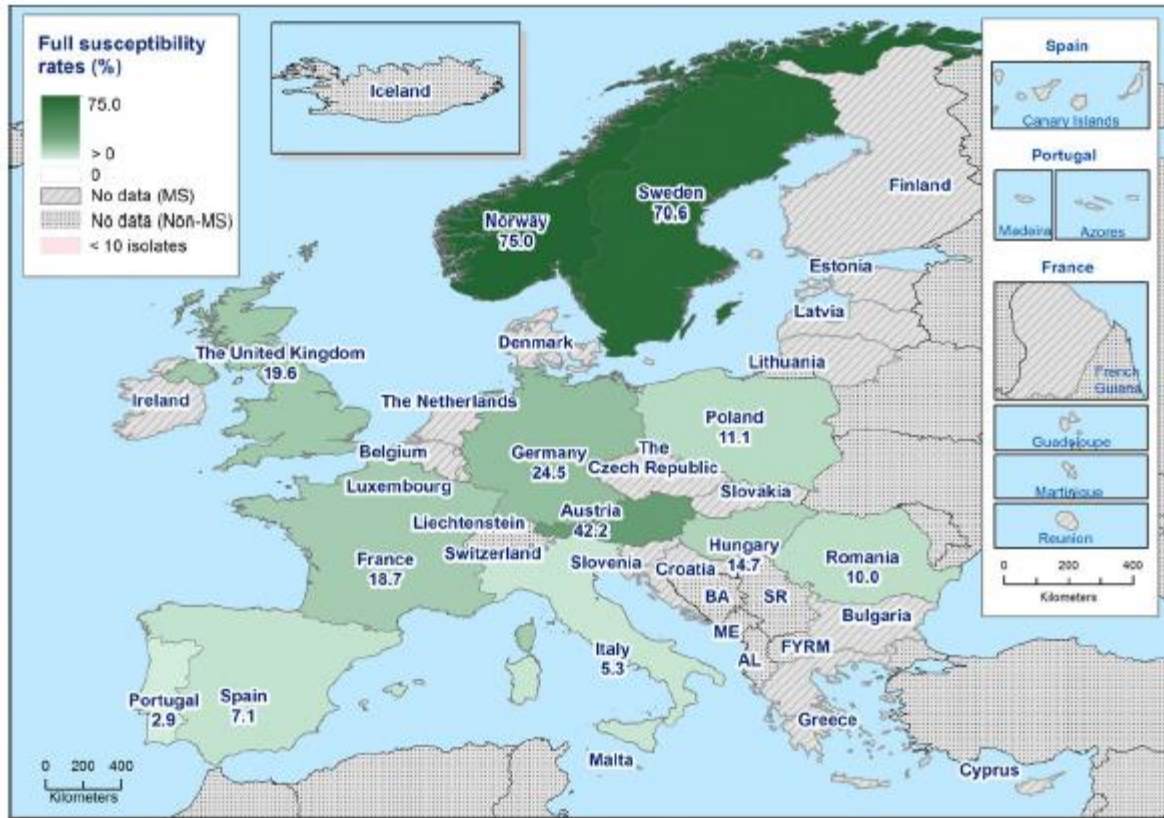 Full susceptibility
rates (%)
75.0
> 0
0
No data (MS)
No data (Non-MS)
< 10 isolates
Iceland
Spain
Canary Islands
Portugal
Madeira
Azores
France
French
Guiana
Guadeloupe
Martinique
Reunion
0 200 400
Kilometers
Finland
Sweden
70.6
Norway
75.0
Estonia
Latvia
Lithuania
Denmark
The United Kingdom
19.6
Ireland
The Netherlands
Belgium
Luxembourg
Germany
24.5
Poland
11.1
The
Czech Republic
Slovakia
Austria
42.2
Liechtenstein
Switzerland
France
18.7
Slovenia
Croatia
Hungary
14.7
Romania
10.0
BA
SR
ME
FYRM
AL
Bulgaria
Italy
5.3
Portugal
2.9
Spain
7.1
Greece
Malta
Cyprus
0 200 400
Kilometers